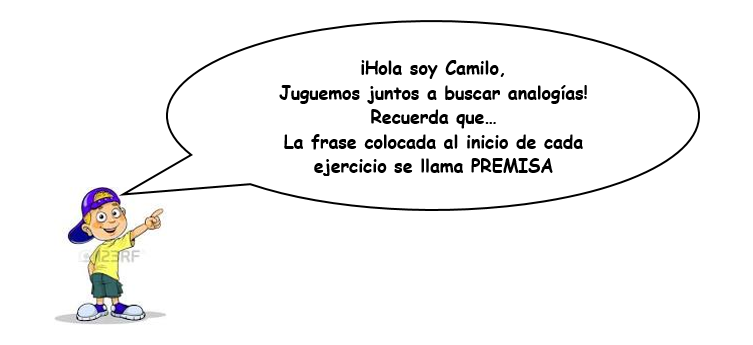 ¡Hola soy Camilo,
Juguemos juntos a buscar analogías!
Recuerda que…
La frase colocada al inicio de cada
ejercicio se llama PREMISA
123RF